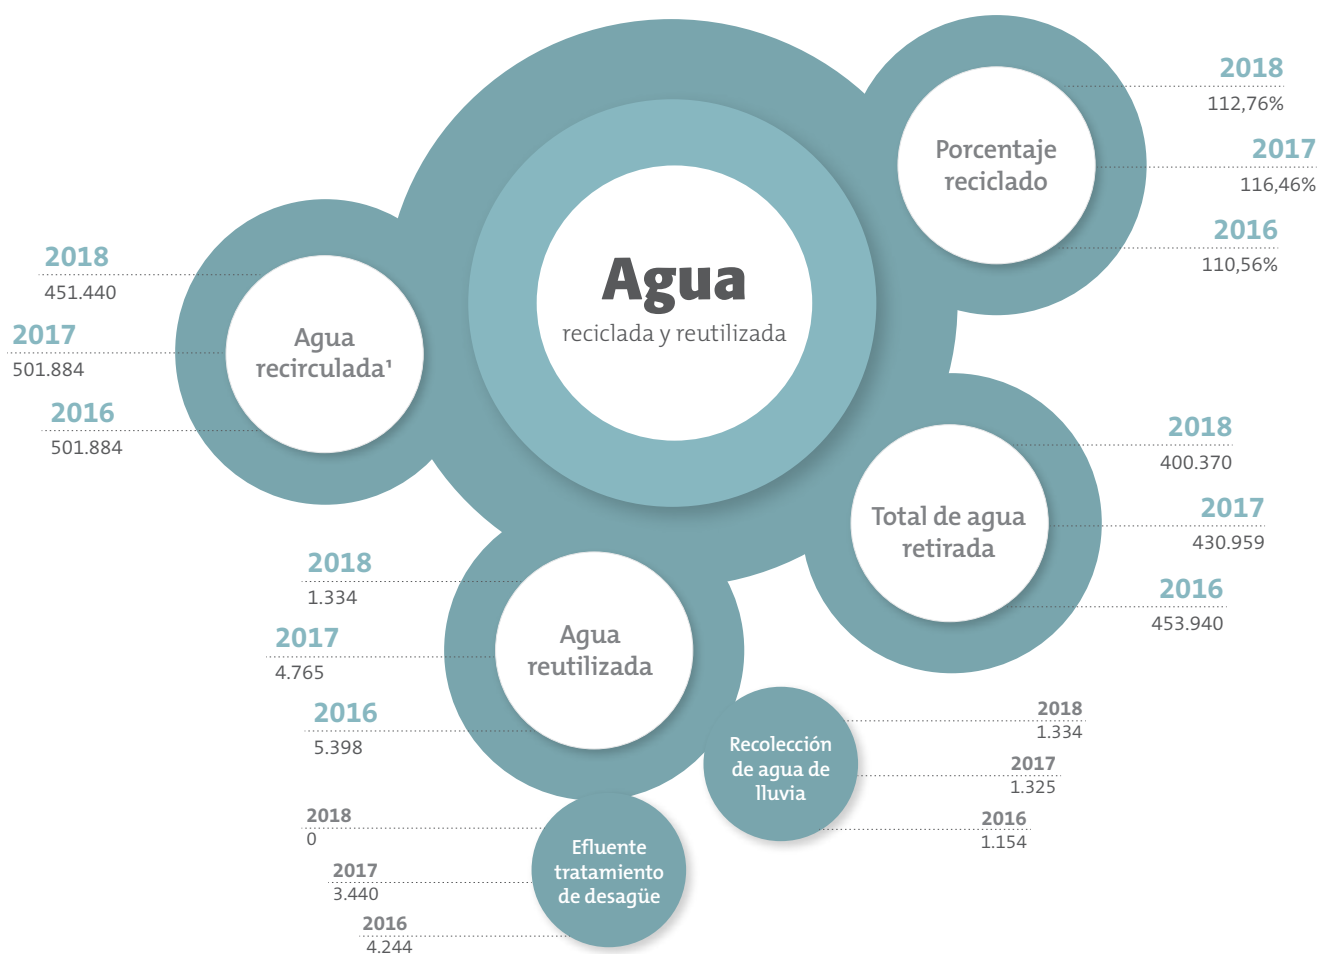 Agua
reciclada y reutilizada
Porcentaje
reciclado
2018
112,76%
2017
116,46%
2016
110,56%
Agua
recirculada¹
2018
451.440
2017
501.884
2016
501.884
Total de agua
retirada
2018
400.370
2017
430.959
2016
453.940
Agua
reutilizada
2018
1.334
2017
4.765
2016
5.398
Recolección
de agua de
lluvia
2018
1.334
2017
1.325
2016
1.154
Efluente
tratamiento
de desagüe
2018
0
2017
3.440
2016
4.244